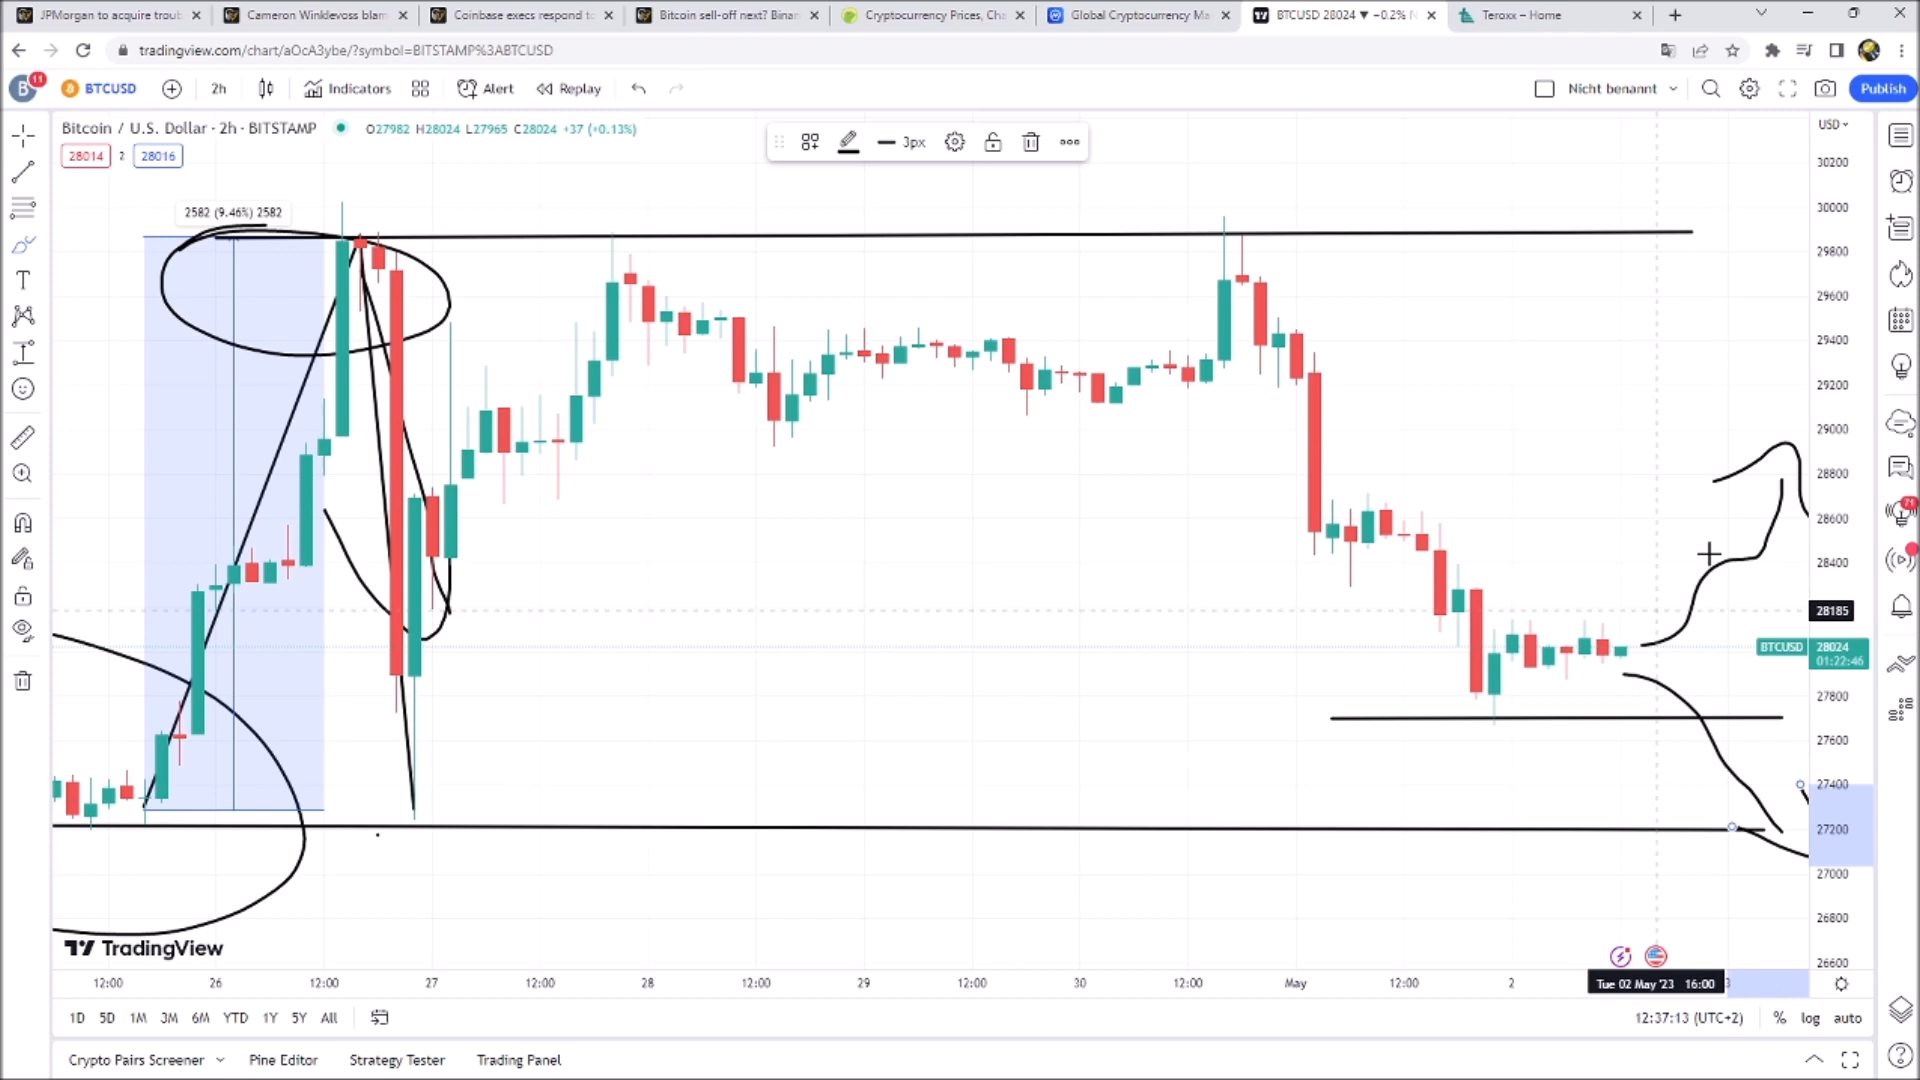 JPMorgan to acquire troub
Cameron Winklevoss blam
Coinbase execs respond to
Bitcoin sell-off next? Binan
Cryptocurrency Prices, Cha
Global Cryptocurrency Ma
BTCUSD 28024 ▼ −0.2% N
Teroxx – Home
tradingview.com/chart/aOcA3ybe/?symbol=BITSTAMP%3ABTCUSD
B 11
BTCUSD
2h
Indicators
Alert
Replay
Nicht benannt
Publish
Bitcoin / U.S. Dollar · 2h · BITSTAMP
O27982 H28024 L27965 C28024 +37 (+0.13%)
28014 2 28016
3px
USD
2582 (9.46%) 2582
30200
30000
29800
29600
29400
29200
29000
28800
28600
28400
28185
BTCUSD 28024
01:22:46
27800
27600
27400
27200
27000
26800
26600
71
TradingView
12:00 26 12:00 27 12:00 28 12:00 29 12:00 30 12:00 May 12:00 2 Tue 02 May '23 16:00 3
1D 5D 1M 3M 6M YTD 1Y 5Y All
12:37:13 (UTC+2) % log auto
Crypto Pairs Screener Pine Editor Strategy Tester Trading Panel